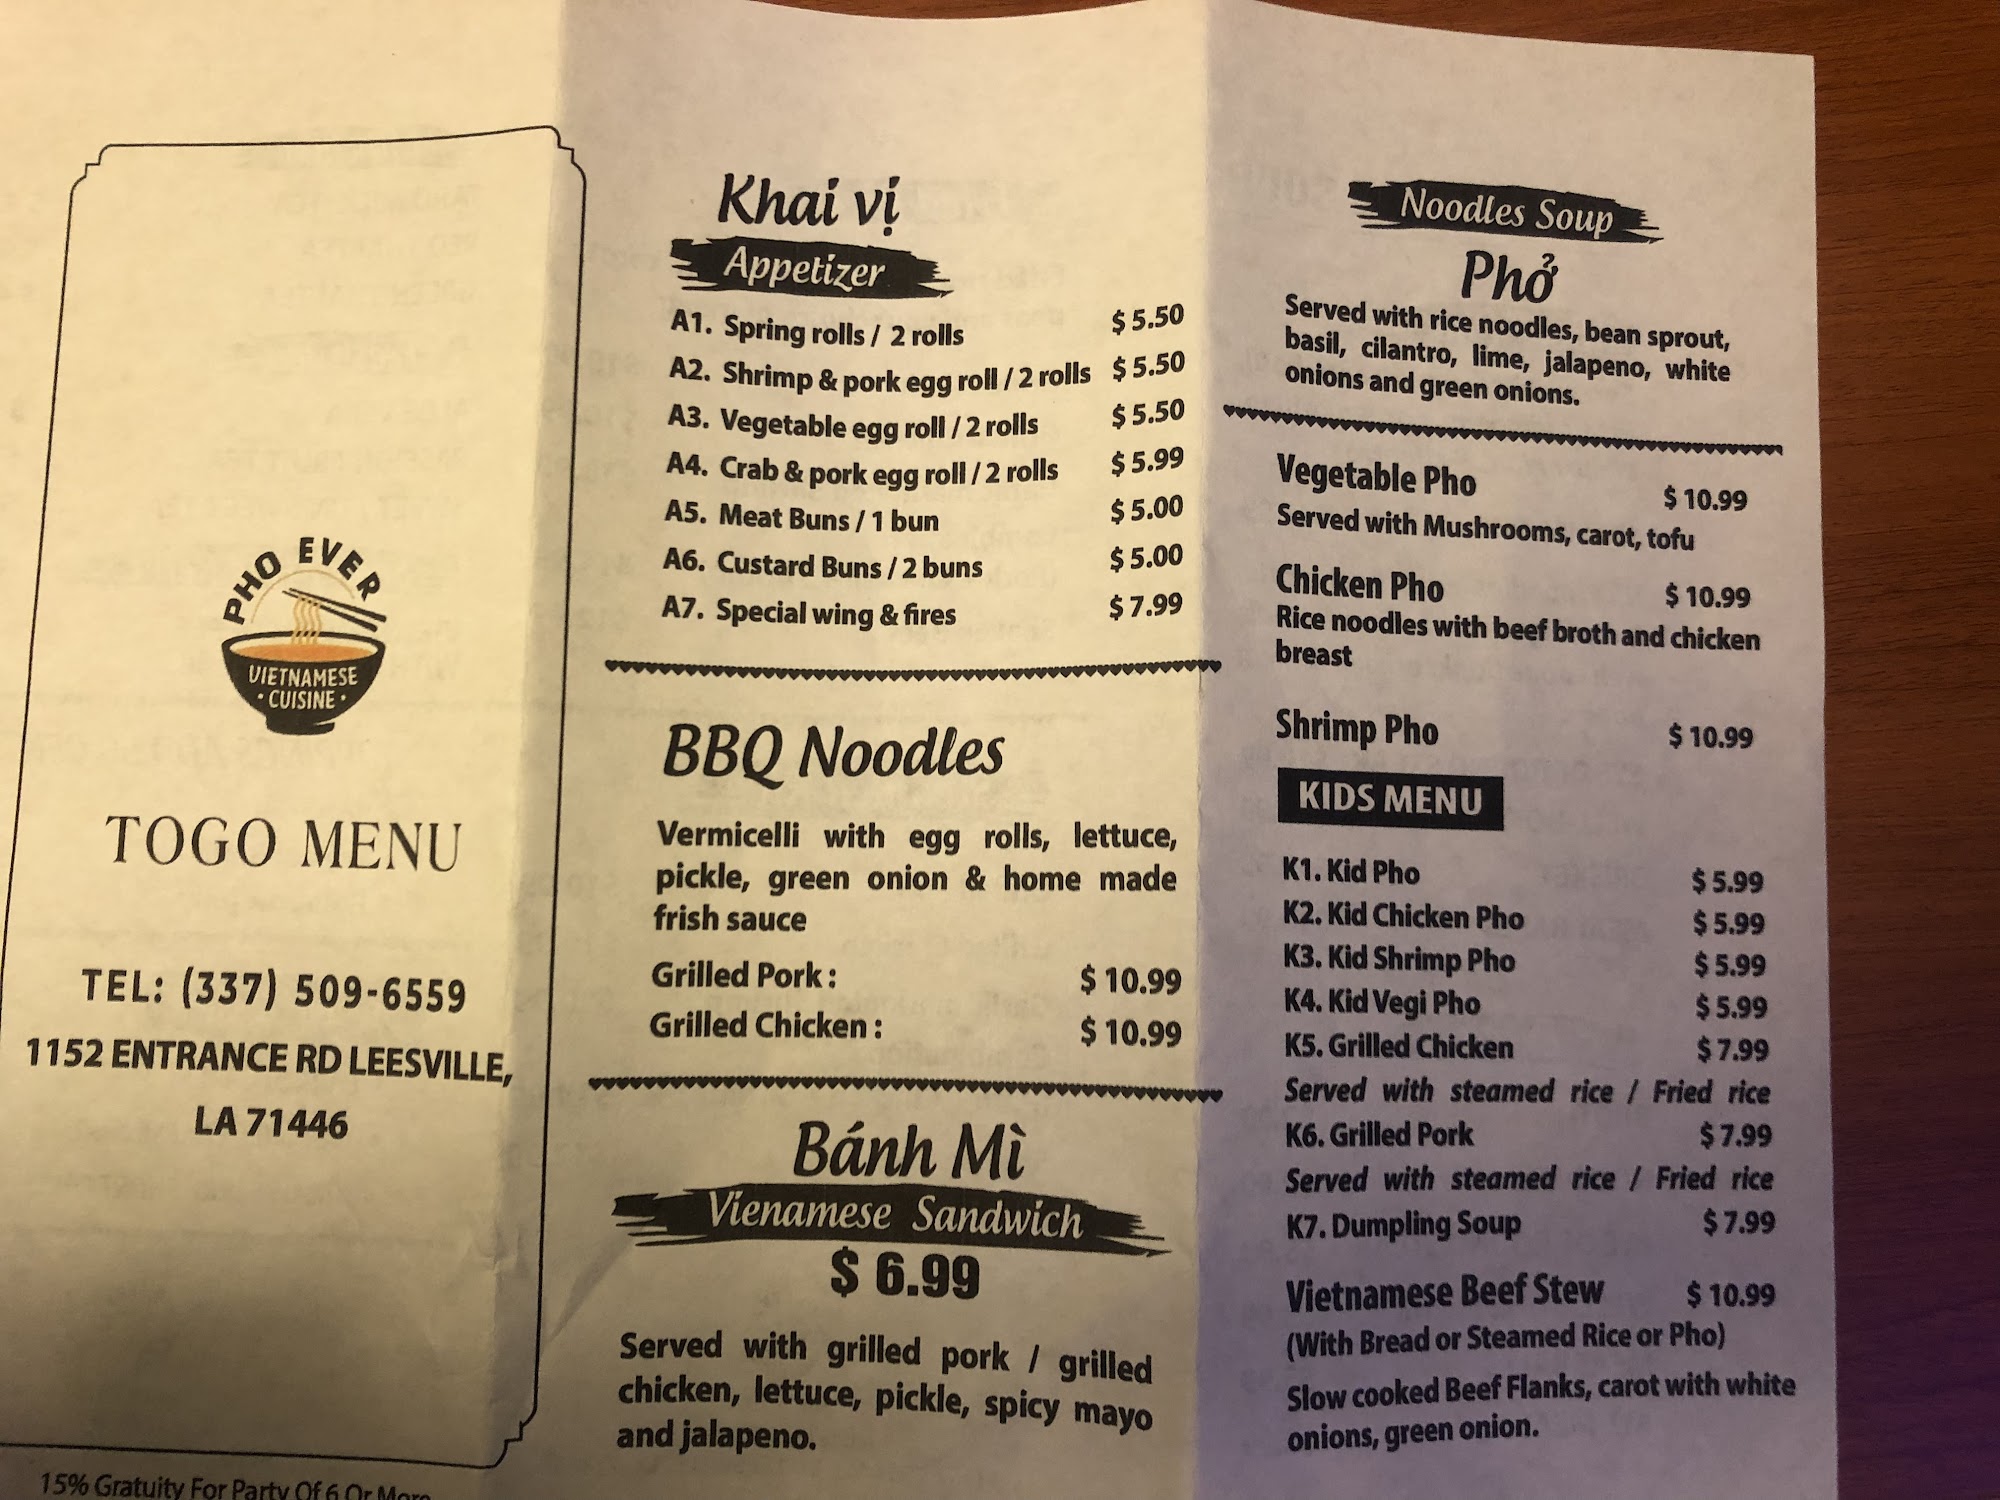 PHO EVER
VIETNAMESE
· CUISINE ·
TOGO MENU
TEL: (337) 509-6559
1152 ENTRANCE RD LEESVILLE,
LA 71446
15% Gratuity For Party Of 6 Or More
Khai vị
Appetizer
A1. Spring rolls / 2 rolls $ 5.50
A2. Shrimp & pork egg roll / 2 rolls $ 5.50
A3. Vegetable egg roll / 2 rolls $ 5.50
A4. Crab & pork egg roll / 2 rolls $ 5.99
A5. Meat Buns / 1 bun $ 5.00
A6. Custard Buns / 2 buns $ 5.00
A7. Special wing & fires $ 7.99
BBQ Noodles
Vermicelli with egg rolls, lettuce,
pickle, green onion & home made
frish sauce
Grilled Pork : $ 10.99
Grilled Chicken : $ 10.99
Bánh Mì
Vienamese Sandwich
$ 6.99
Served with grilled pork / grilled
chicken, lettuce, pickle, spicy mayo
and jalapeno.
Noodles Soup
Phở
Served with rice noodles, bean sprout,
basil, cilantro, lime, jalapeno, white
onions and green onions.
Vegetable Pho $ 10.99
Served with Mushrooms, carot, tofu
Chicken Pho $ 10.99
Rice noodles with beef broth and chicken
breast
Shrimp Pho $ 10.99
KIDS MENU
K1. Kid Pho $ 5.99
K2. Kid Chicken Pho $ 5.99
K3. Kid Shrimp Pho $ 5.99
K4. Kid Vegi Pho $ 5.99
K5. Grilled Chicken $ 7.99
Served with steamed rice / Fried rice
K6. Grilled Pork $ 7.99
Served with steamed rice / Fried rice
K7. Dumpling Soup $ 7.99
Vietnamese Beef Stew $ 10.99
(With Bread or Steamed Rice or Pho)
Slow cooked Beef Flanks, carot with white
onions, green onion.